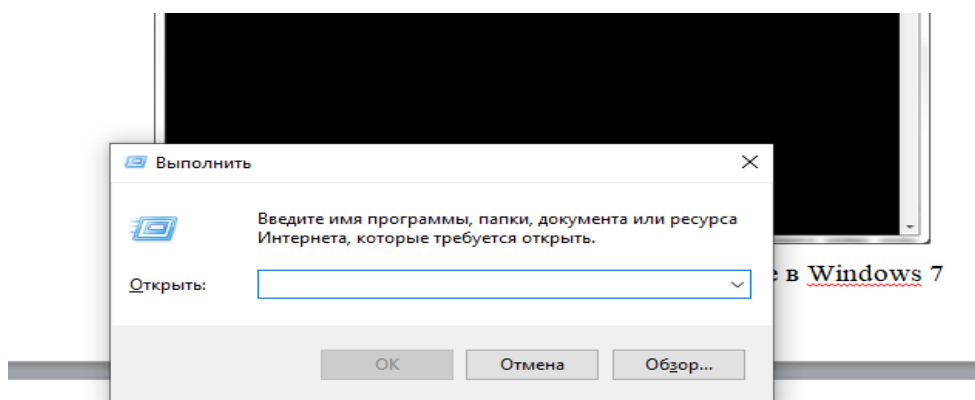 Выполнить
Введите имя программы, папки, документа или ресурса
Интернета, которые требуется открыть.
Открыть:
в Windows 7
OK
Отмена
Обзор...